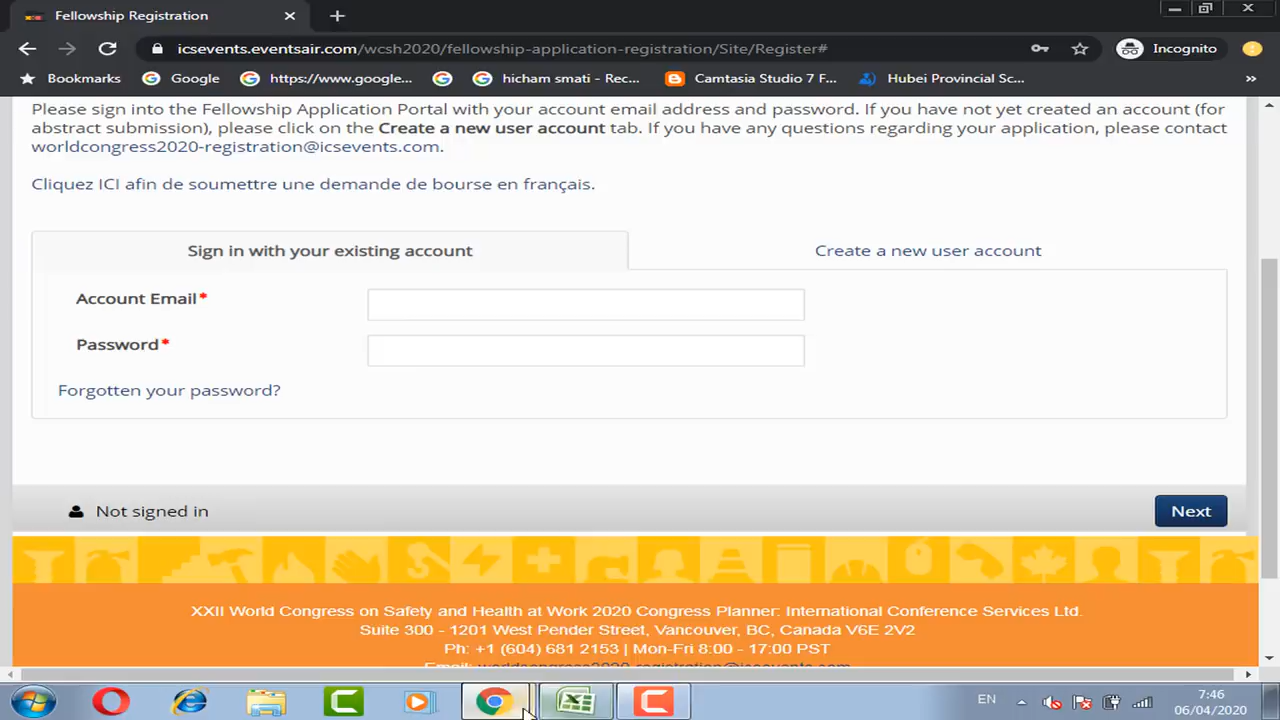 Fellowship Registration
icsevents.eventsair.com/wcsh2020/fellowship-application-registration/Site/Register#
Incognito
Bookmarks
Google
https://www.google...
hicham smati - Rec...
Camtasia Studio 7 F...
Hubei Provincial Sc...
Please sign into the Fellowship Application Portal with your account email address and password. If you have not yet created an account (for
abstract submission), please click on the Create a new user account tab. If you have any questions regarding your application, please contact
worldcongress2020-registration@icsevents.com.
Cliquez ICI afin de soumettre une demande de bourse en français.
Sign in with your existing account
Create a new user account
Account Email*
Password*
Forgotten your password?
Not signed in
Next
XXII World Congress on Safety and Health at Work 2020 Congress Planner: International Conference Services Ltd.
Suite 300 - 1201 West Pender Street, Vancouver, BC, Canada V6E 2V2
Ph: +1 (604) 681 2153 | Mon-Fri 8:00 - 17:00 PST
Email: worldcongress2020-registration@icsevents.com
EN
7:46
06/04/2020